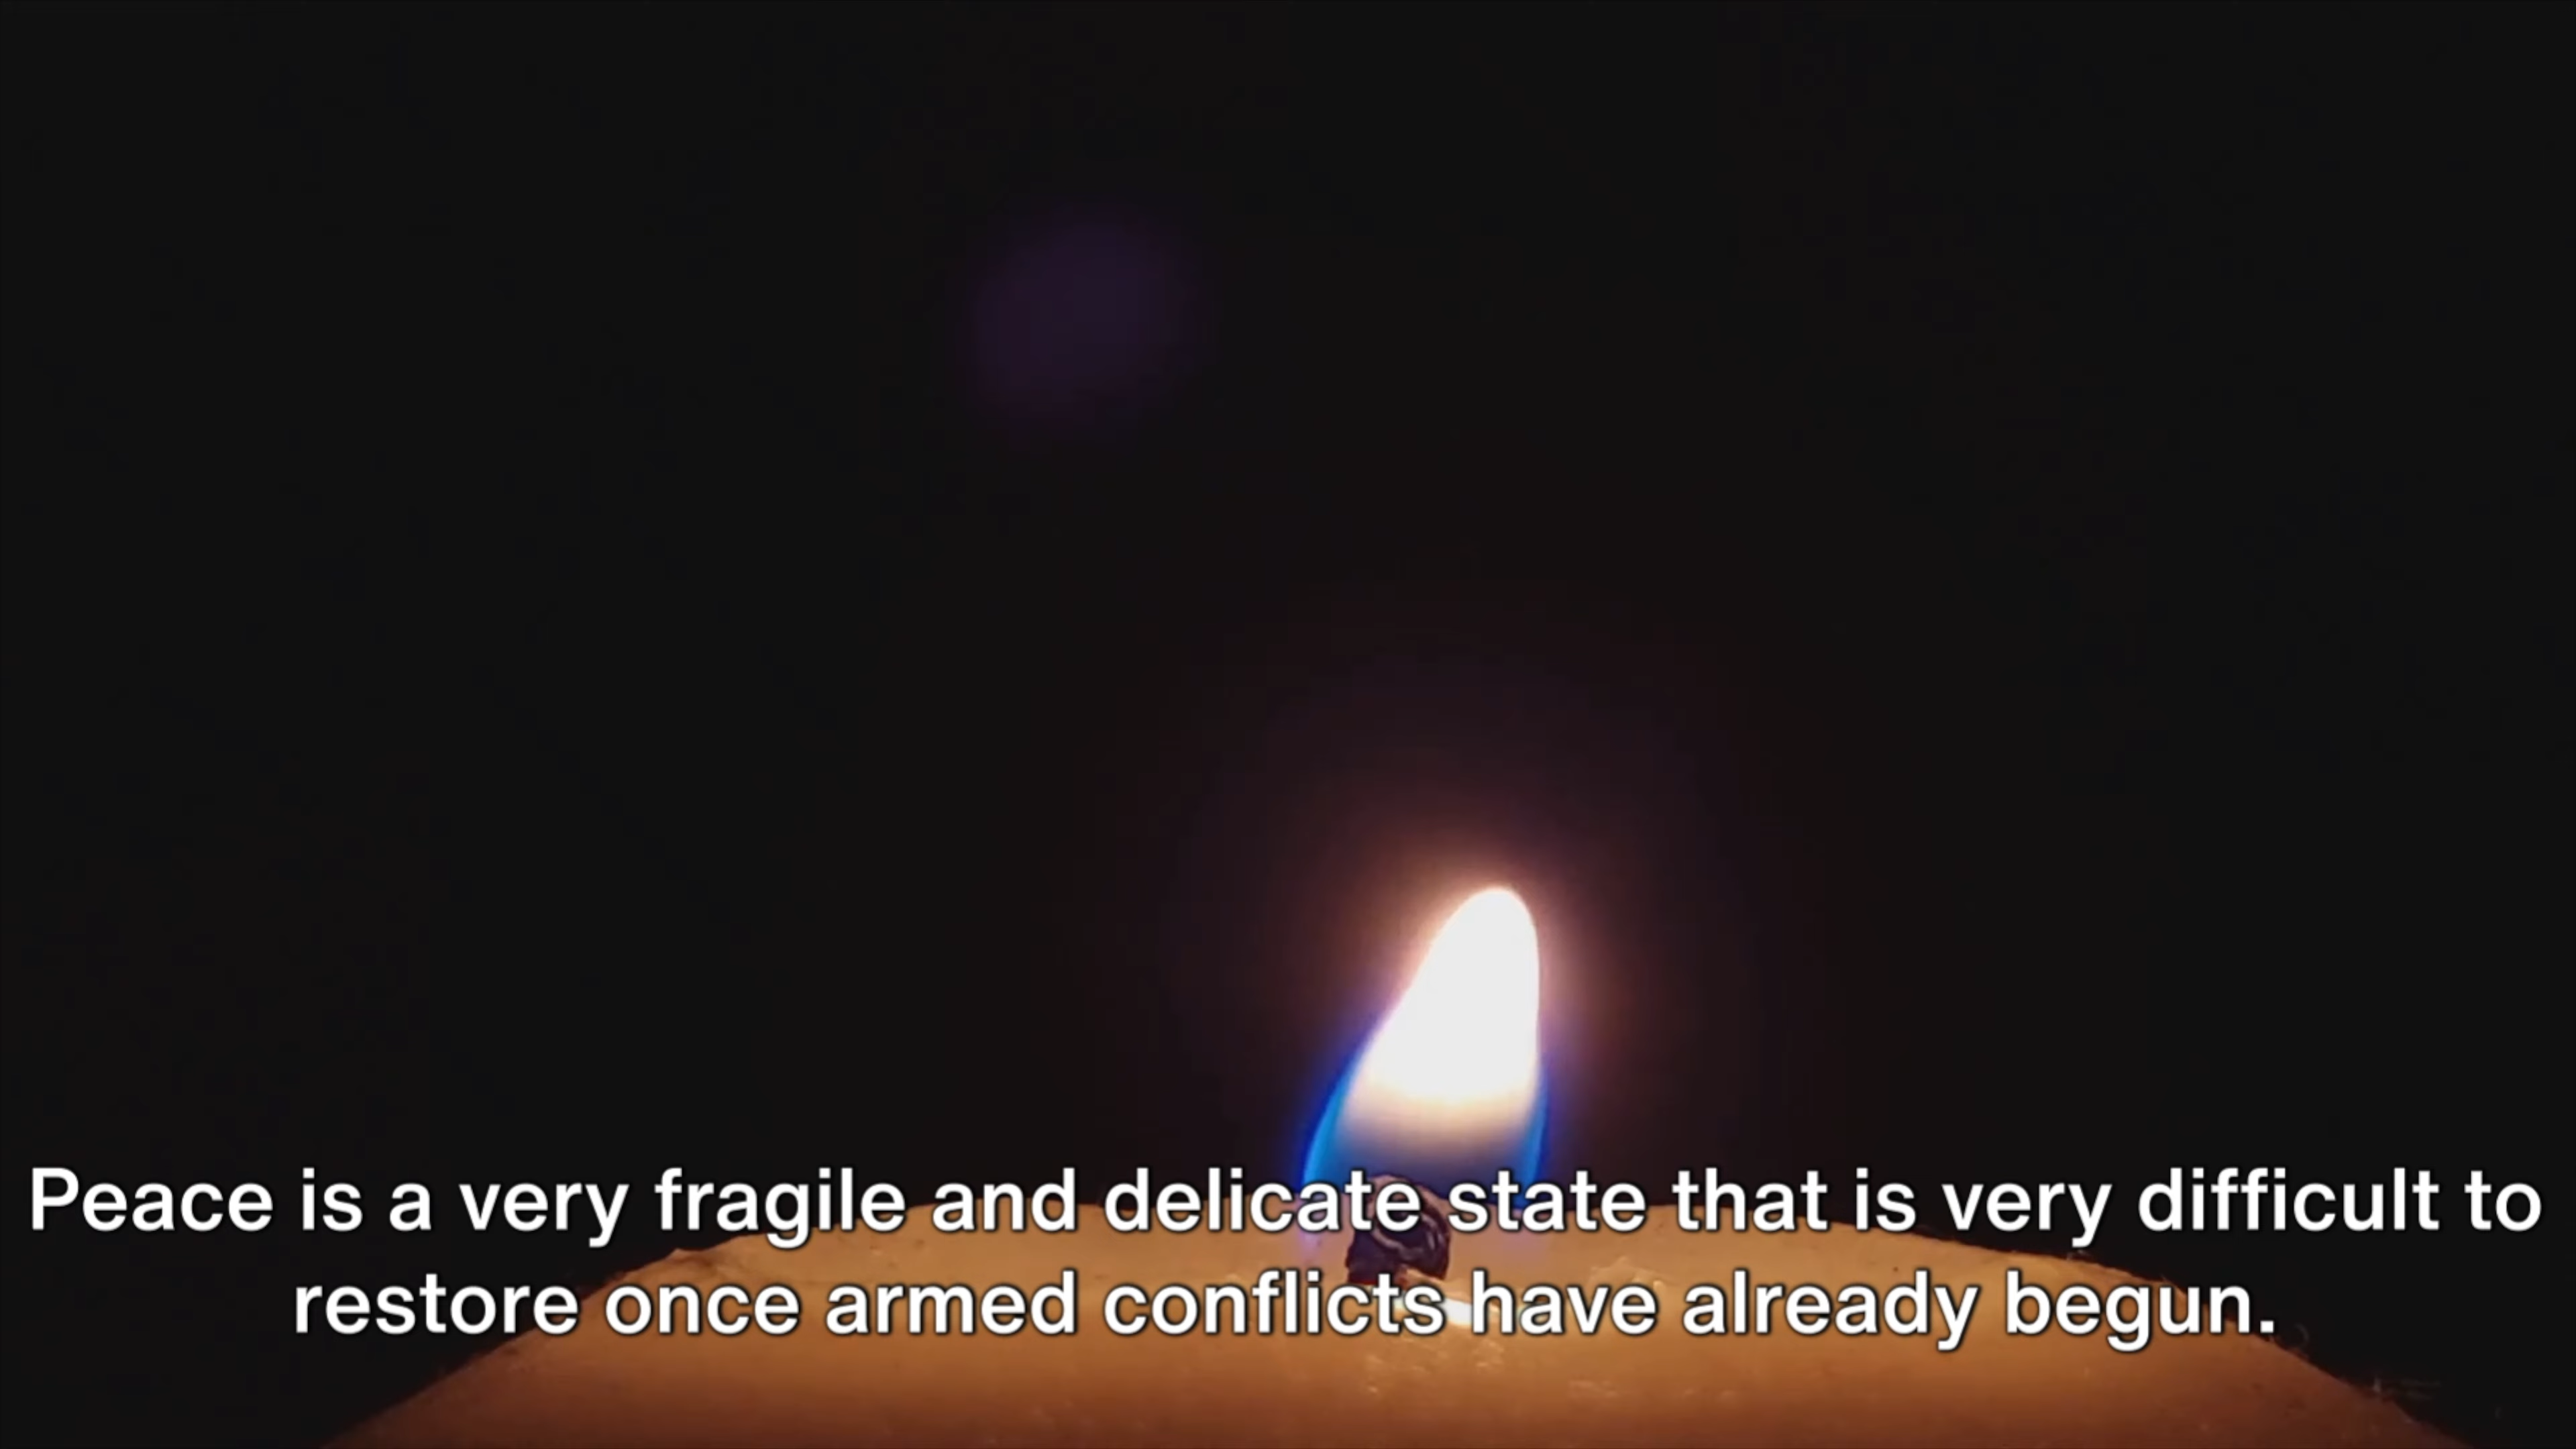 Peace is a very fragile and delicate state that is very difficult to
restore once armed conflicts have already begun.